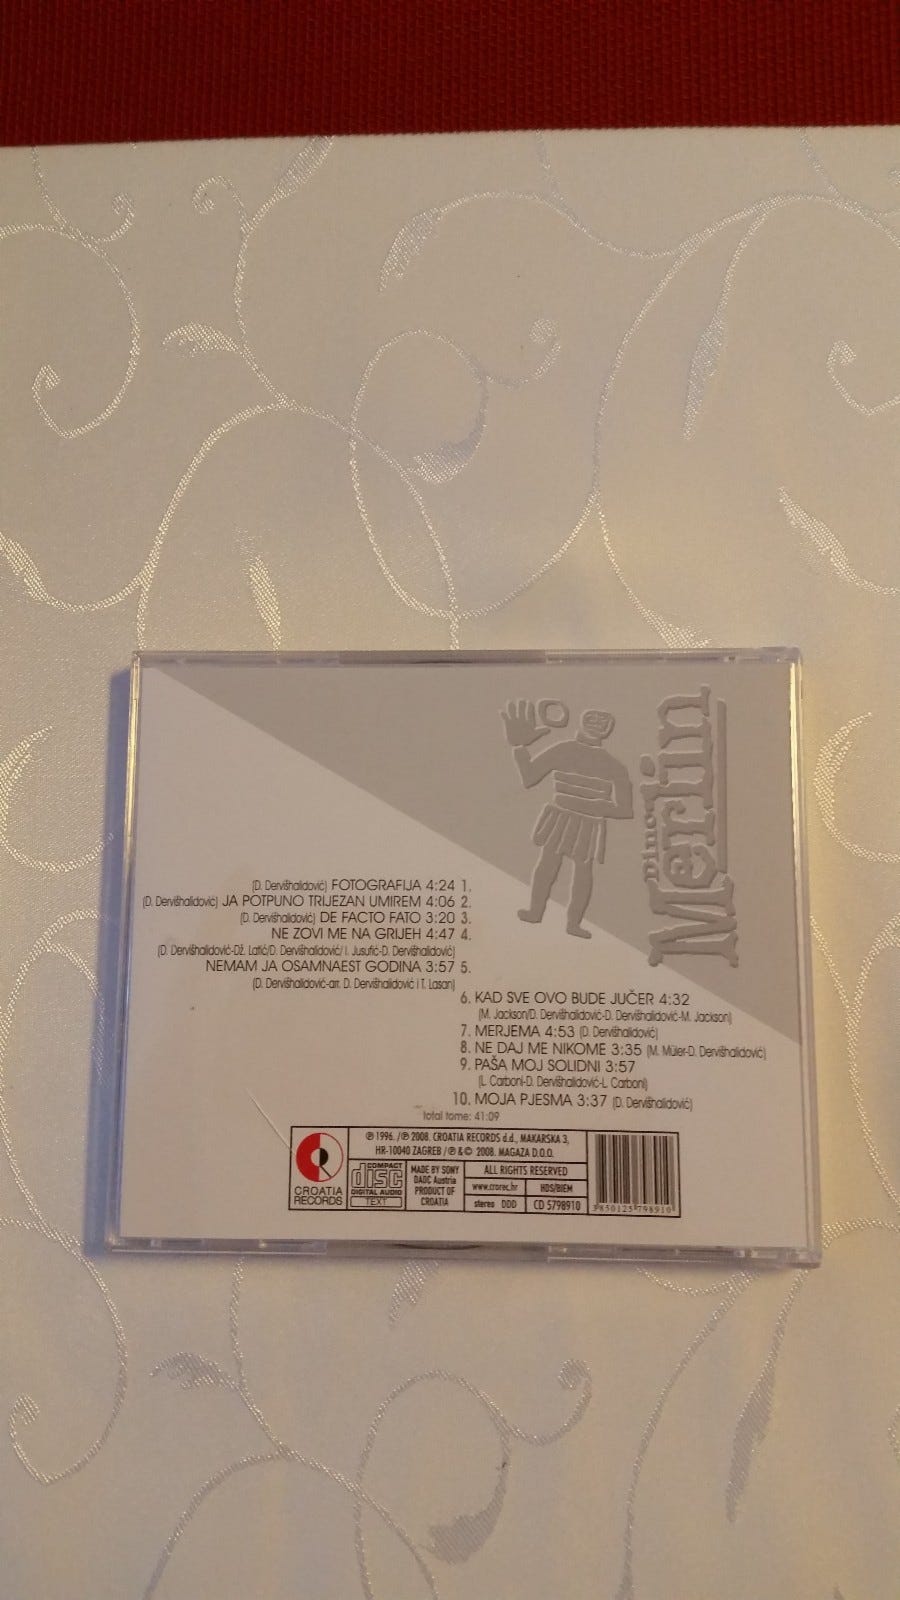 Dino
Merlin
(D. Dervišhalidović) FOTOGRAFIJA 4:24 1.
(D. Dervišhalidović) JA POTPUNO TRIJEZAN UMIREM 4:06 2.
(D. Dervišhalidović) DE FACTO FATO 3:20 3.
NE ZOVI ME NA GRIJEH 4:47 4.
(D. Dervišhalidović-Dž. Latić/D. Dervišhalidović/ I. Jusufić-D. Dervišhalidović)
NEMAM JA OSAMNAEST GODINA 3:57 5.
(D. Dervišhalidović-arr. D. Dervišhalidović i T. Lasan)
6. KAD SVE OVO BUDE JUČER 4:32
(M. Jackson/D. Dervišhalidović-D. Dervišhalidović-M. Jackson)
7. MERJEMA 4:53 (D. Dervišhalidović)
8. NE DAJ ME NIKOME 3:35 (M. Müler-D. Dervišhalidović)
9. PAŠA MOJ SOLIDNI 3:57
(L. Carboni-D. Dervišhalidović-L. Carboni)
10. MOJA PJESMA 3:37 (D. Dervišhalidović)
total tome: 41:09
CROATIA
RECORDS
℗ 1996. /℗ 2008. CROATIA RECORDS d.d., MAKARSKA 3,
HR-10040 ZAGREB /℗ & © 2008. MAGAZA D.O.O.
COMPACT
disc
DIGITAL AUDIO
TEXT
MADE BY SONY
DADC Austria
PRODUCT OF
CROATIA
ALL RIGHTS RESERVED
www.crorec.hr
HDS/BIEM
stereo DDD
CD 5798910
3 850125 798910